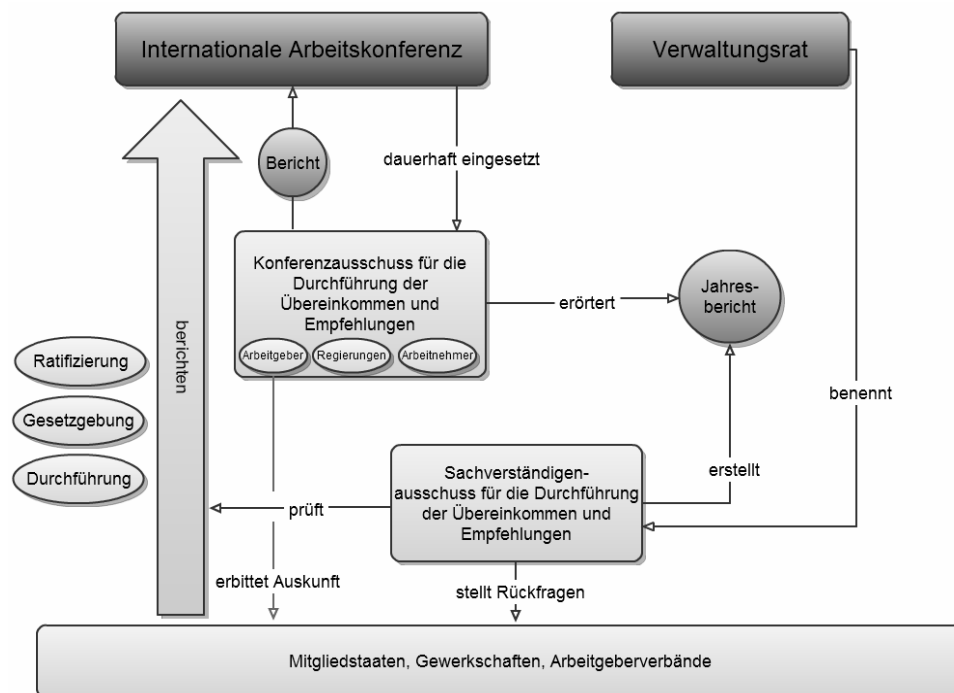 Internationale Arbeitskonferenz
Verwaltungsrat
Bericht
dauerhaft eingesetzt
Konferenzausschuss für die
Durchführung der
Übereinkommen und
Empfehlungen
Arbeitgeber
Regierungen
Arbeitnehmer
erörtert
Jahres-
bericht
berichten
Ratifizierung
Gesetzgebung
Durchführung
benennt
erstellt
Sachverständigen-
ausschuss für die Durchführung
der Übereinkommen und
Empfehlungen
prüft
erbittet Auskunft
stellt Rückfragen
Mitgliedstaaten, Gewerkschaften, Arbeitgeberverbände